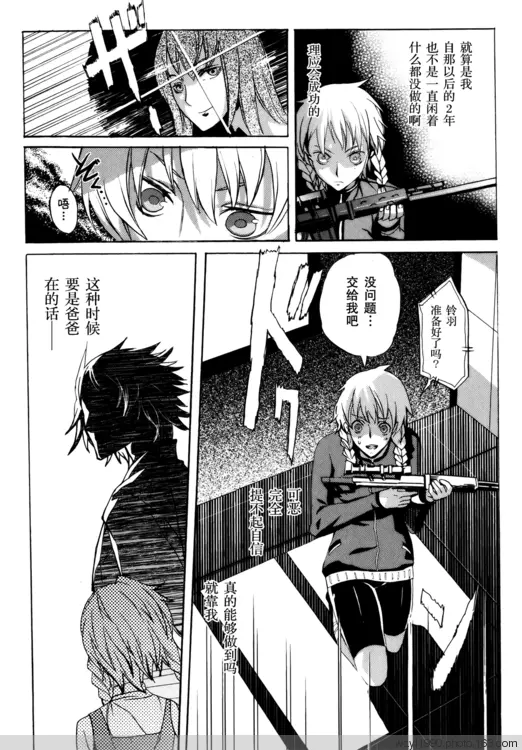 就算是我
自那以后的2年
也不是一直闲着
什么都没做的啊
理应会成功的
唔…
铃羽
准备好了吗？
没问题…
交给我吧
可恶
完全
提不起自信
真的能够做到吗
就靠我
这种时候
要是爸爸
在的话——